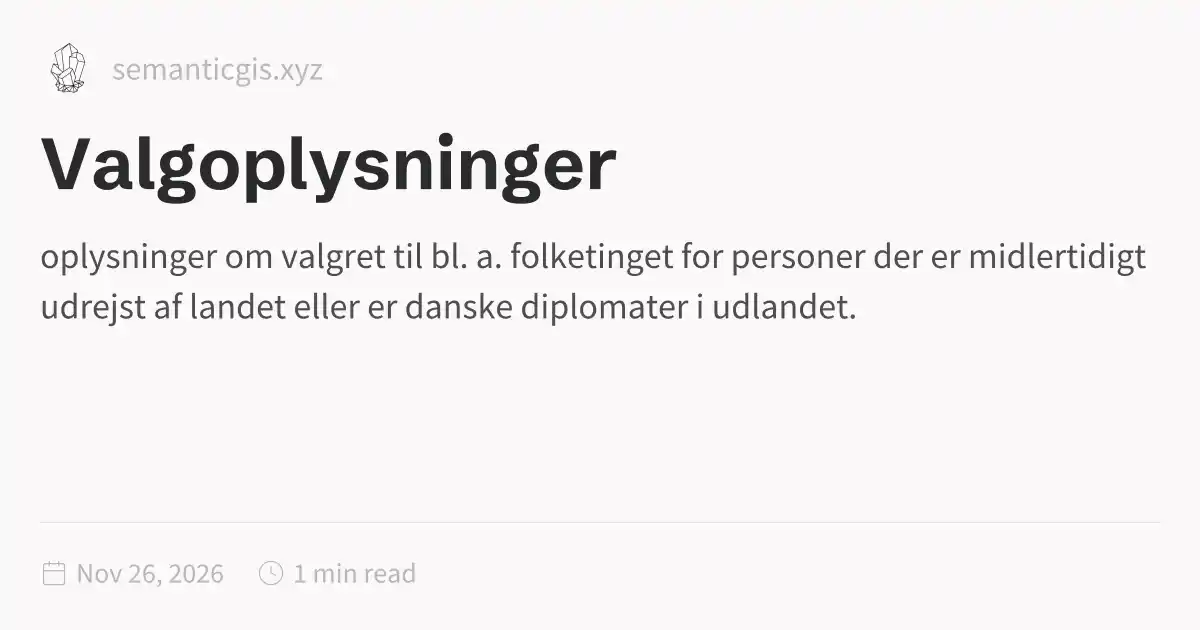 semanticgis.xyz
Valgoplysninger
oplysninger om valgret til bl. a. folketinget for personer der er midlertidigt
udrejst af landet eller er danske diplomater i udlandet.
Nov 26, 2026 1 min read